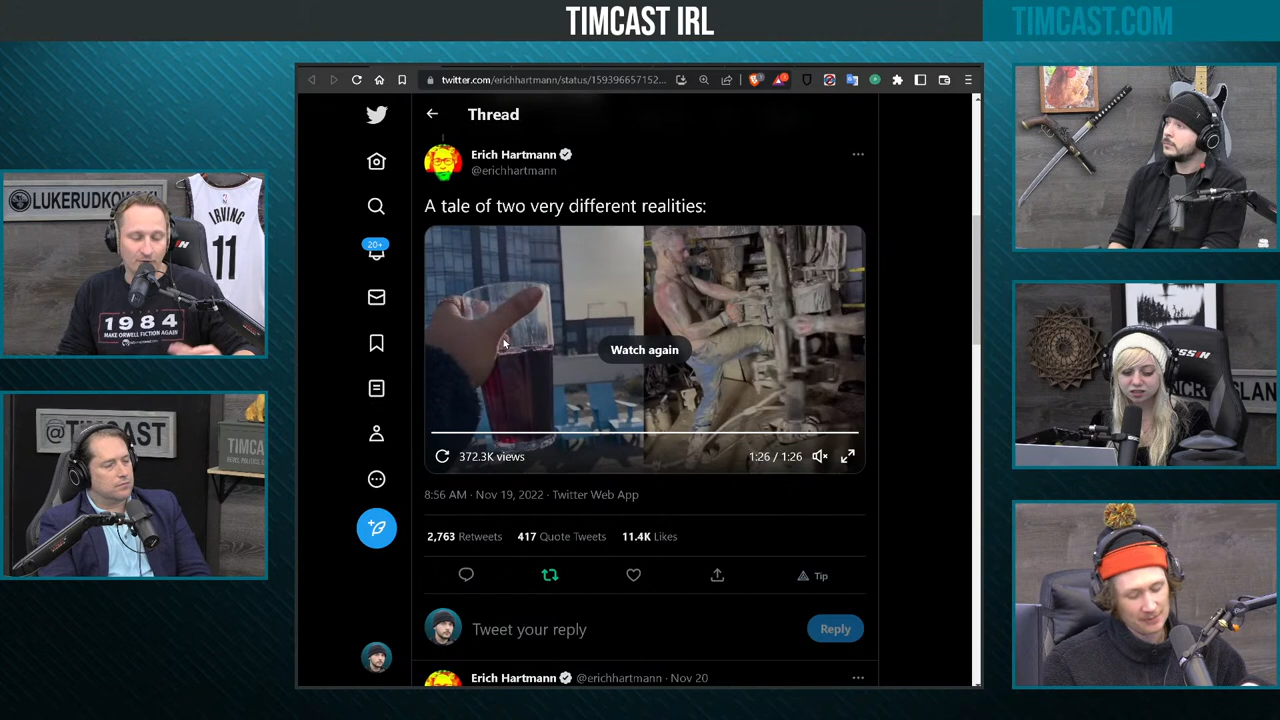 TIMCAST IRL
TIMCAST.COM
twitter.com/erichhartmann/status/159396657152...
Thread
Erich Hartmann
@erichhartmann
A tale of two very different realities:
Watch again
372.3K views
1:26 / 1:26
8:56 AM · Nov 19, 2022 · Twitter Web App
2,763 Retweets 417 Quote Tweets 11.4K Likes
Tip
Tweet your reply
Reply
Erich Hartmann @erichhartmann · Nov 20
20+
LUKERUDKOWSKI
IRVING
11
1984
MAKE ORWELL FICTION AGAIN
@TIMCAST
TIMCAST